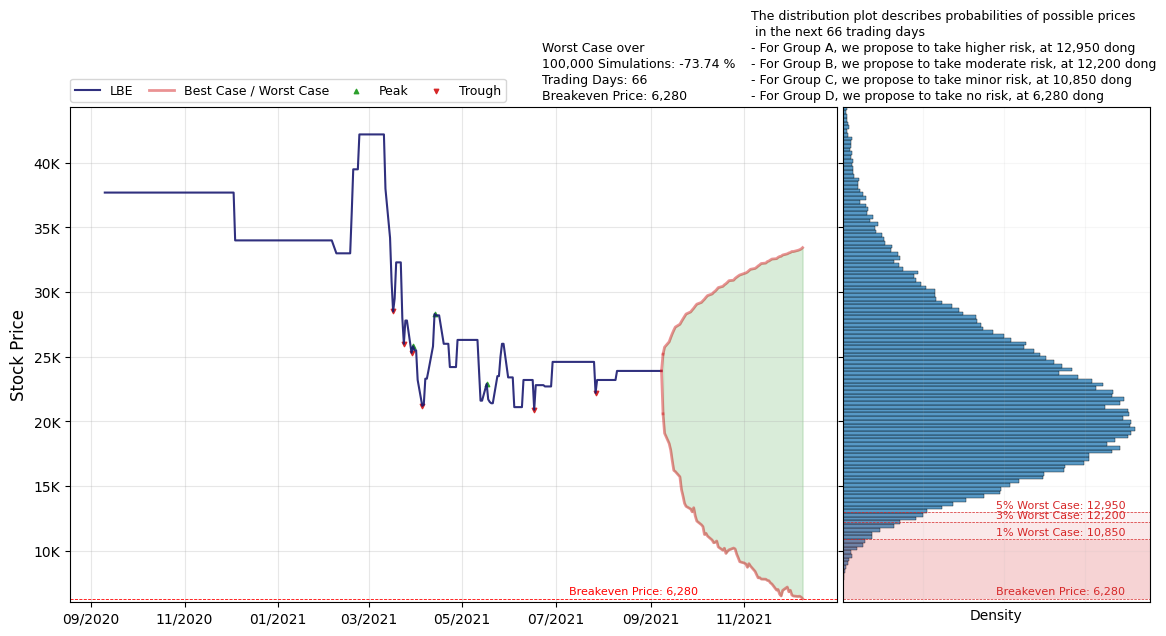 The distribution plot describes probabilities of possible prices
in the next 66 trading days
- For Group A, we propose to take higher risk, at 12,950 dong
- For Group B, we propose to take moderate risk, at 12,200 dong
- For Group C, we propose to take minor risk, at 10,850 dong
- For Group D, we propose to take no risk, at 6,280 dong
Worst Case over
100,000 Simulations: -73.74 %
Trading Days: 66
Breakeven Price: 6,280
LBE
Best Case / Worst Case
Peak
Trough
Stock Price
40K
35K
30K
25K
20K
15K
10K
Breakeven Price: 6,280
09/2020
11/2020
01/2021
03/2021
05/2021
07/2021
09/2021
11/2021
5% Worst Case: 12,950
3% Worst Case: 12,200
1% Worst Case: 10,850
Breakeven Price: 6,280
Density